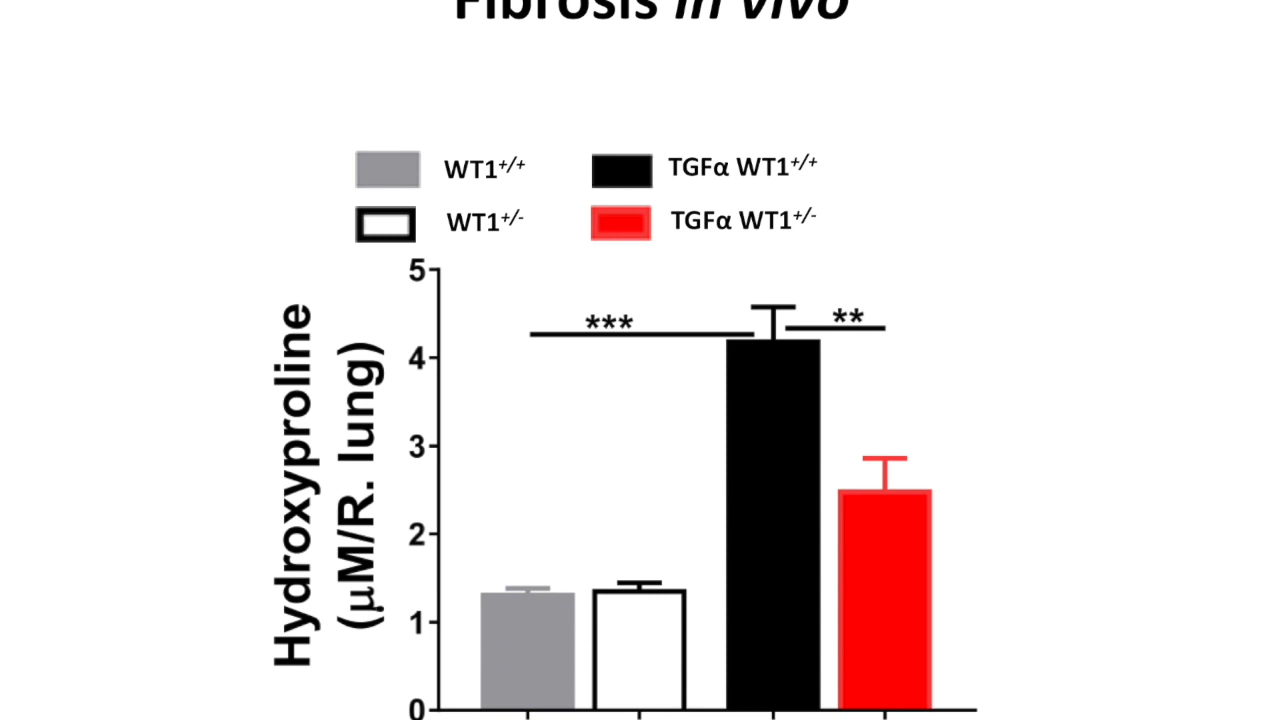 Fibrosis in vivo
WT1+/+
TGFα WT1+/+
WT1+/-
TGFα WT1+/-
Hydroxyproline
(μM/R. lung)
5
4
3
2
1
0
***
**